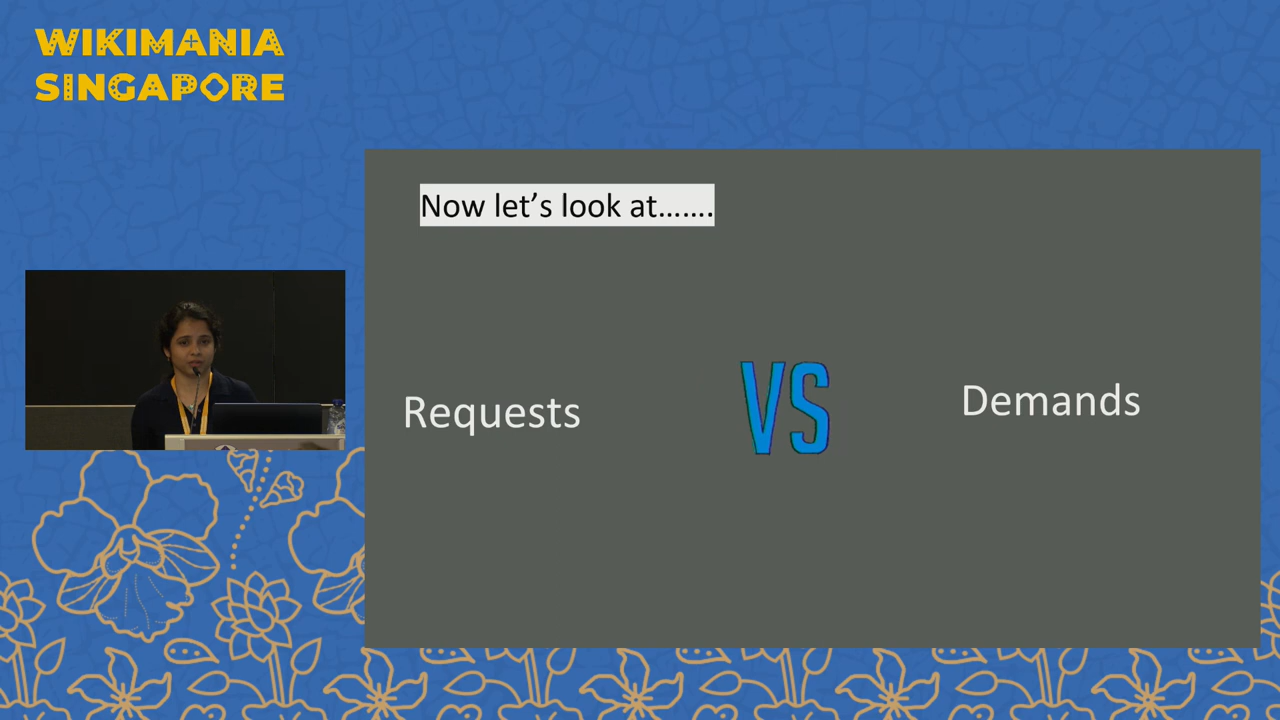 WIKIMANIA
SINGAPORE
Now let’s look at…….
Requests
VS
Demands